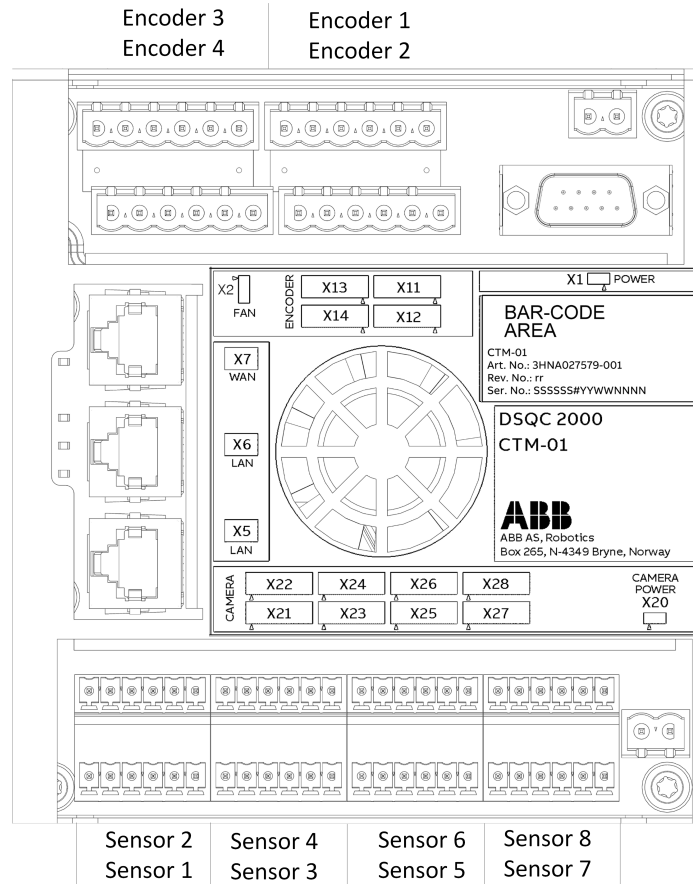 Encoder 3
Encoder 4
Encoder 1
Encoder 2
X2
FAN
ENCODER
X13
X11
X14
X12
X1
POWER
BAR-CODE
AREA
CTM-01
Art. No.: 3HNA027579-001
Rev. No.: rr
Ser. No.: SSSSSS#YYWWNNNN
X7
WAN
X6
LAN
X5
LAN
DSQC 2000
CTM-01
ABB
ABB AS, Robotics
Box 265, N-4349 Bryne, Norway
CAMERA
X22
X24
X26
X28
X21
X23
X25
X27
CAMERA
POWER
X20
Sensor 2
Sensor 1
Sensor 4
Sensor 3
Sensor 6
Sensor 5
Sensor 8
Sensor 7